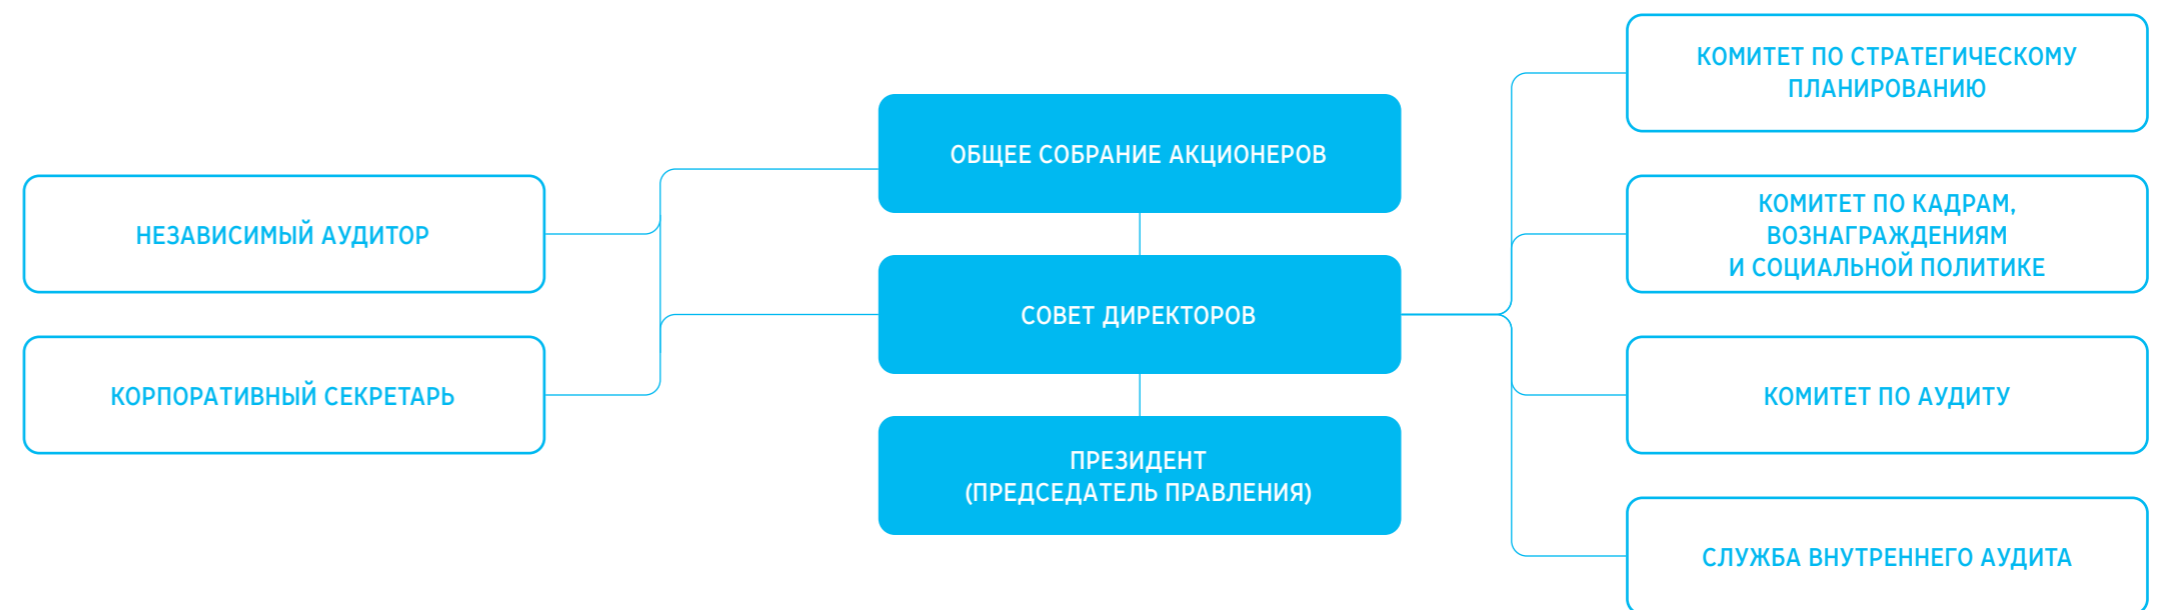 НЕЗАВИСИМЫЙ АУДИТОР
КОРПОРАТИВНЫЙ СЕКРЕТАРЬ
ОБЩЕЕ СОБРАНИЕ АКЦИОНЕРОВ
СОВЕТ ДИРЕКТОРОВ
ПРЕЗИДЕНТ
(ПРЕДСЕДАТЕЛЬ ПРАВЛЕНИЯ)
КОМИТЕТ ПО СТРАТЕГИЧЕСКОМУ
ПЛАНИРОВАНИЮ
КОМИТЕТ ПО КАДРАМ,
ВОЗНАГРАЖДЕНИЯМ
И СОЦИАЛЬНОЙ ПОЛИТИКЕ
КОМИТЕТ ПО АУДИТУ
СЛУЖБА ВНУТРЕННЕГО АУДИТА